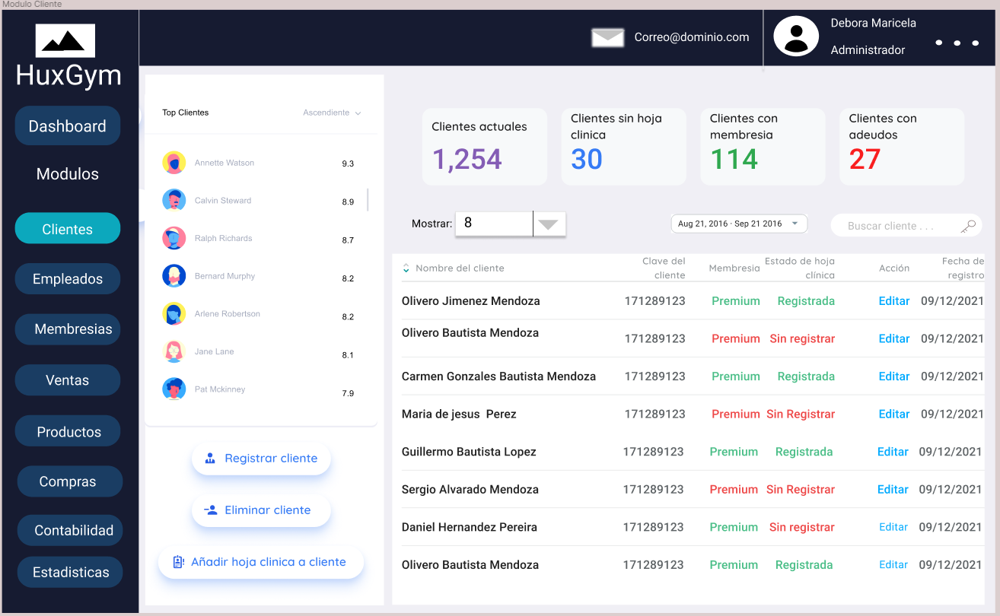 Modulo Cliente
HuxGym
Dashboard
Modulos
Clientes
Empleados
Membresias
Ventas
Productos
Compras
Contabilidad
Estadisticas
Correo@dominio.com
Debora Maricela
Administrador
Top Clientes Ascendiente
Annette Watson 9.3
Calvin Steward 8.9
Ralph Richards 8.7
Bernard Murphy 8.2
Arlene Robertson 8.2
Jane Lane 8.1
Pat Mckinney 7.9
Registrar cliente
Eliminar cliente
Añadir hoja clinica a cliente
Clientes actuales
1,254
Clientes sin hoja
clinica
30
Clientes con
membresia
114
Clientes con
adeudos
27
Mostrar: 8
Aug 21, 2016 · Sep 21 2016
Buscar cliente . . .
Nombre del cliente
Clave del
cliente
Membresia
Estado de hoja
clínica
Acción
Fecha de
registro
Olivero Jimenez Mendoza 171289123 Premium Registrada Editar 09/12/2021
Olivero Bautista Mendoza 171289123 Premium Sin registrar Editar 09/12/2021
Carmen Gonzales Bautista Mendoza 171289123 Premium Registrada Editar 09/12/2021
Maria de jesus  Perez 171289123 Premium Sin Registrar Editar 09/12/2021
Guillermo Bautista Lopez 171289123 Premium Registrada Editar 09/12/2021
Sergio Alvarado Mendoza 171289123 Premium Sin Registrar Editar 09/12/2021
Daniel Hernandez Pereira 171289123 Premium Sin registrar Editar 09/12/2021
Olivero Bautista Mendoza 171289123 Premium Registrada Editar 09/12/2021